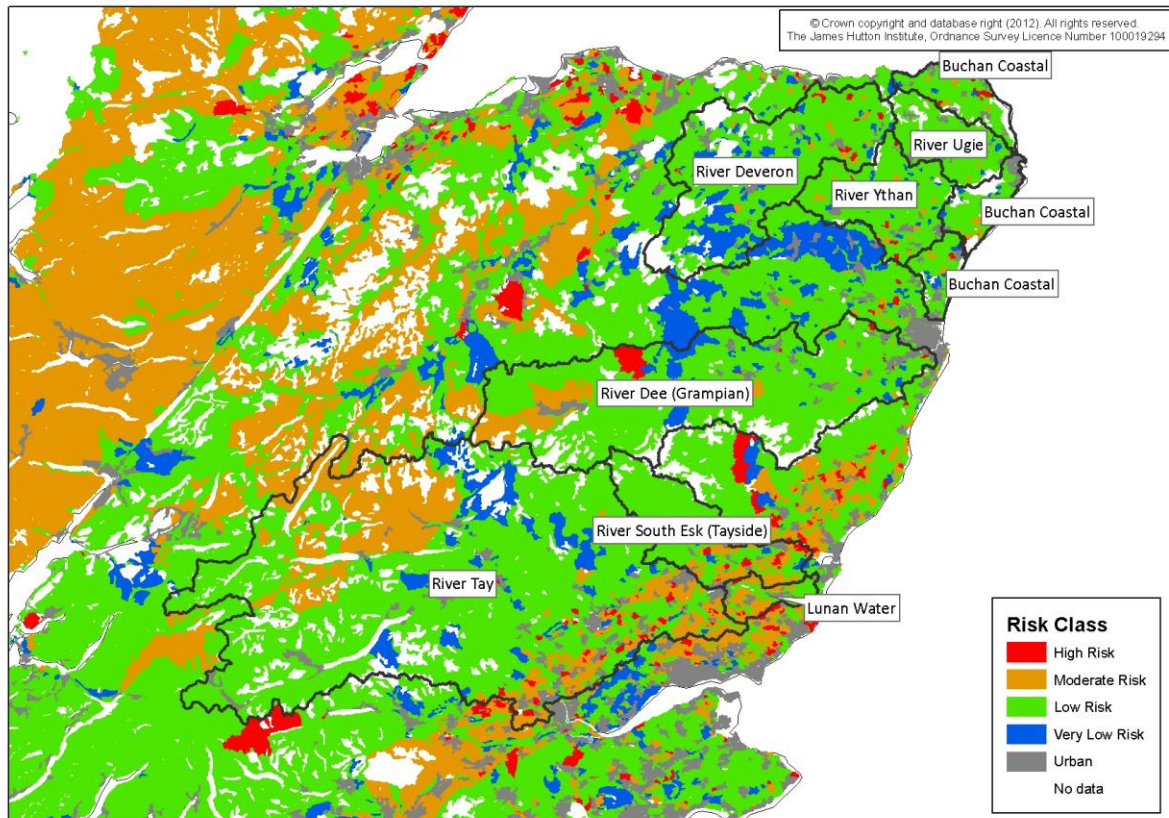 © Crown copyright and database right (2012). All rights reserved.
The James Hutton Institute, Ordnance Survey Licence Number 100019294
Buchan Coastal
River Ugie
River Deveron
River Ythan
Buchan Coastal
Buchan Coastal
River Dee (Grampian)
River South Esk (Tayside)
River Tay
Lunan Water
Risk Class
High Risk
Moderate Risk
Low Risk
Very Low Risk
Urban
No data